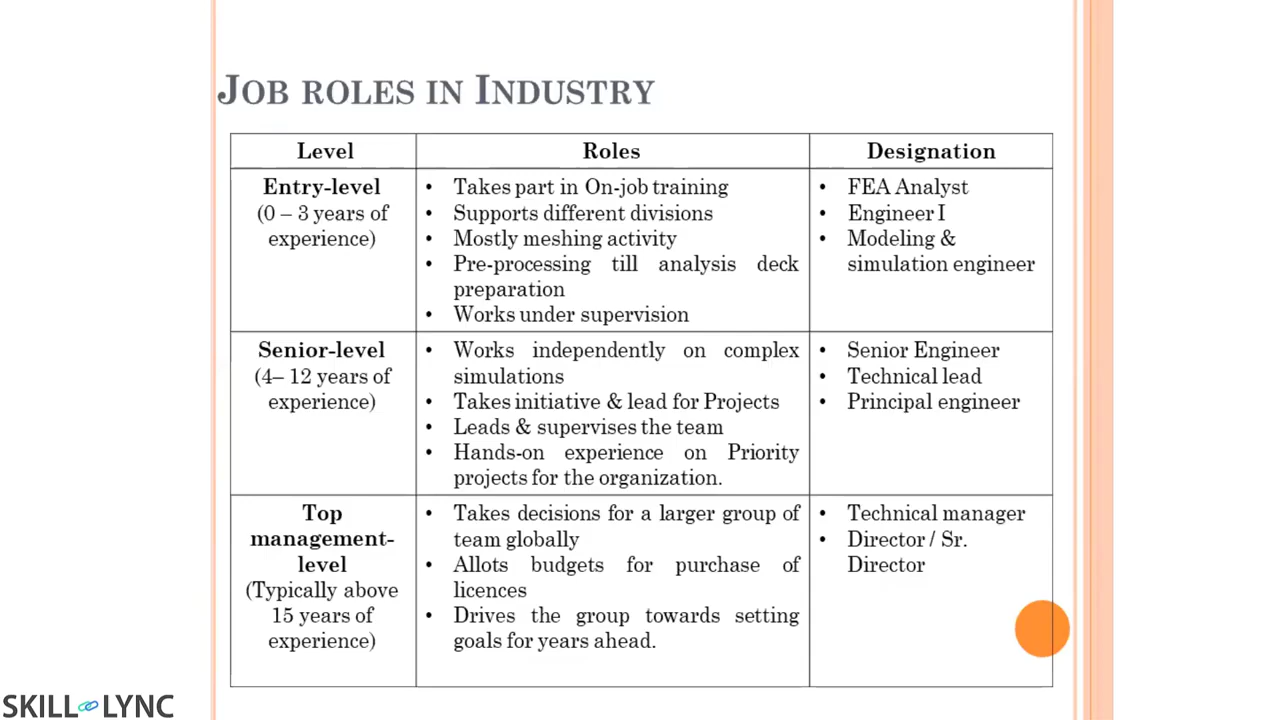 JOB ROLES IN INDUSTRY
Level Roles Designation
Entry-level
(0 – 3 years of
experience)
• Takes part in On-job training
• Supports different divisions
• Mostly meshing activity
• Pre-processing till analysis deck
preparation
• Works under supervision
• FEA Analyst
• Engineer I
• Modeling &
simulation engineer
Senior-level
(4– 12 years of
experience)
• Works independently on complex
simulations
• Takes initiative & lead for Projects
• Leads & supervises the team
• Hands-on experience on Priority
projects for the organization.
• Senior Engineer
• Technical lead
• Principal engineer
Top
management-
level
(Typically above
15 years of
experience)
• Takes decisions for a larger group of
team globally
• Allots budgets for purchase of
licences
• Drives the group towards setting
goals for years ahead.
• Technical manager
• Director / Sr.
Director
SKILL LYNC